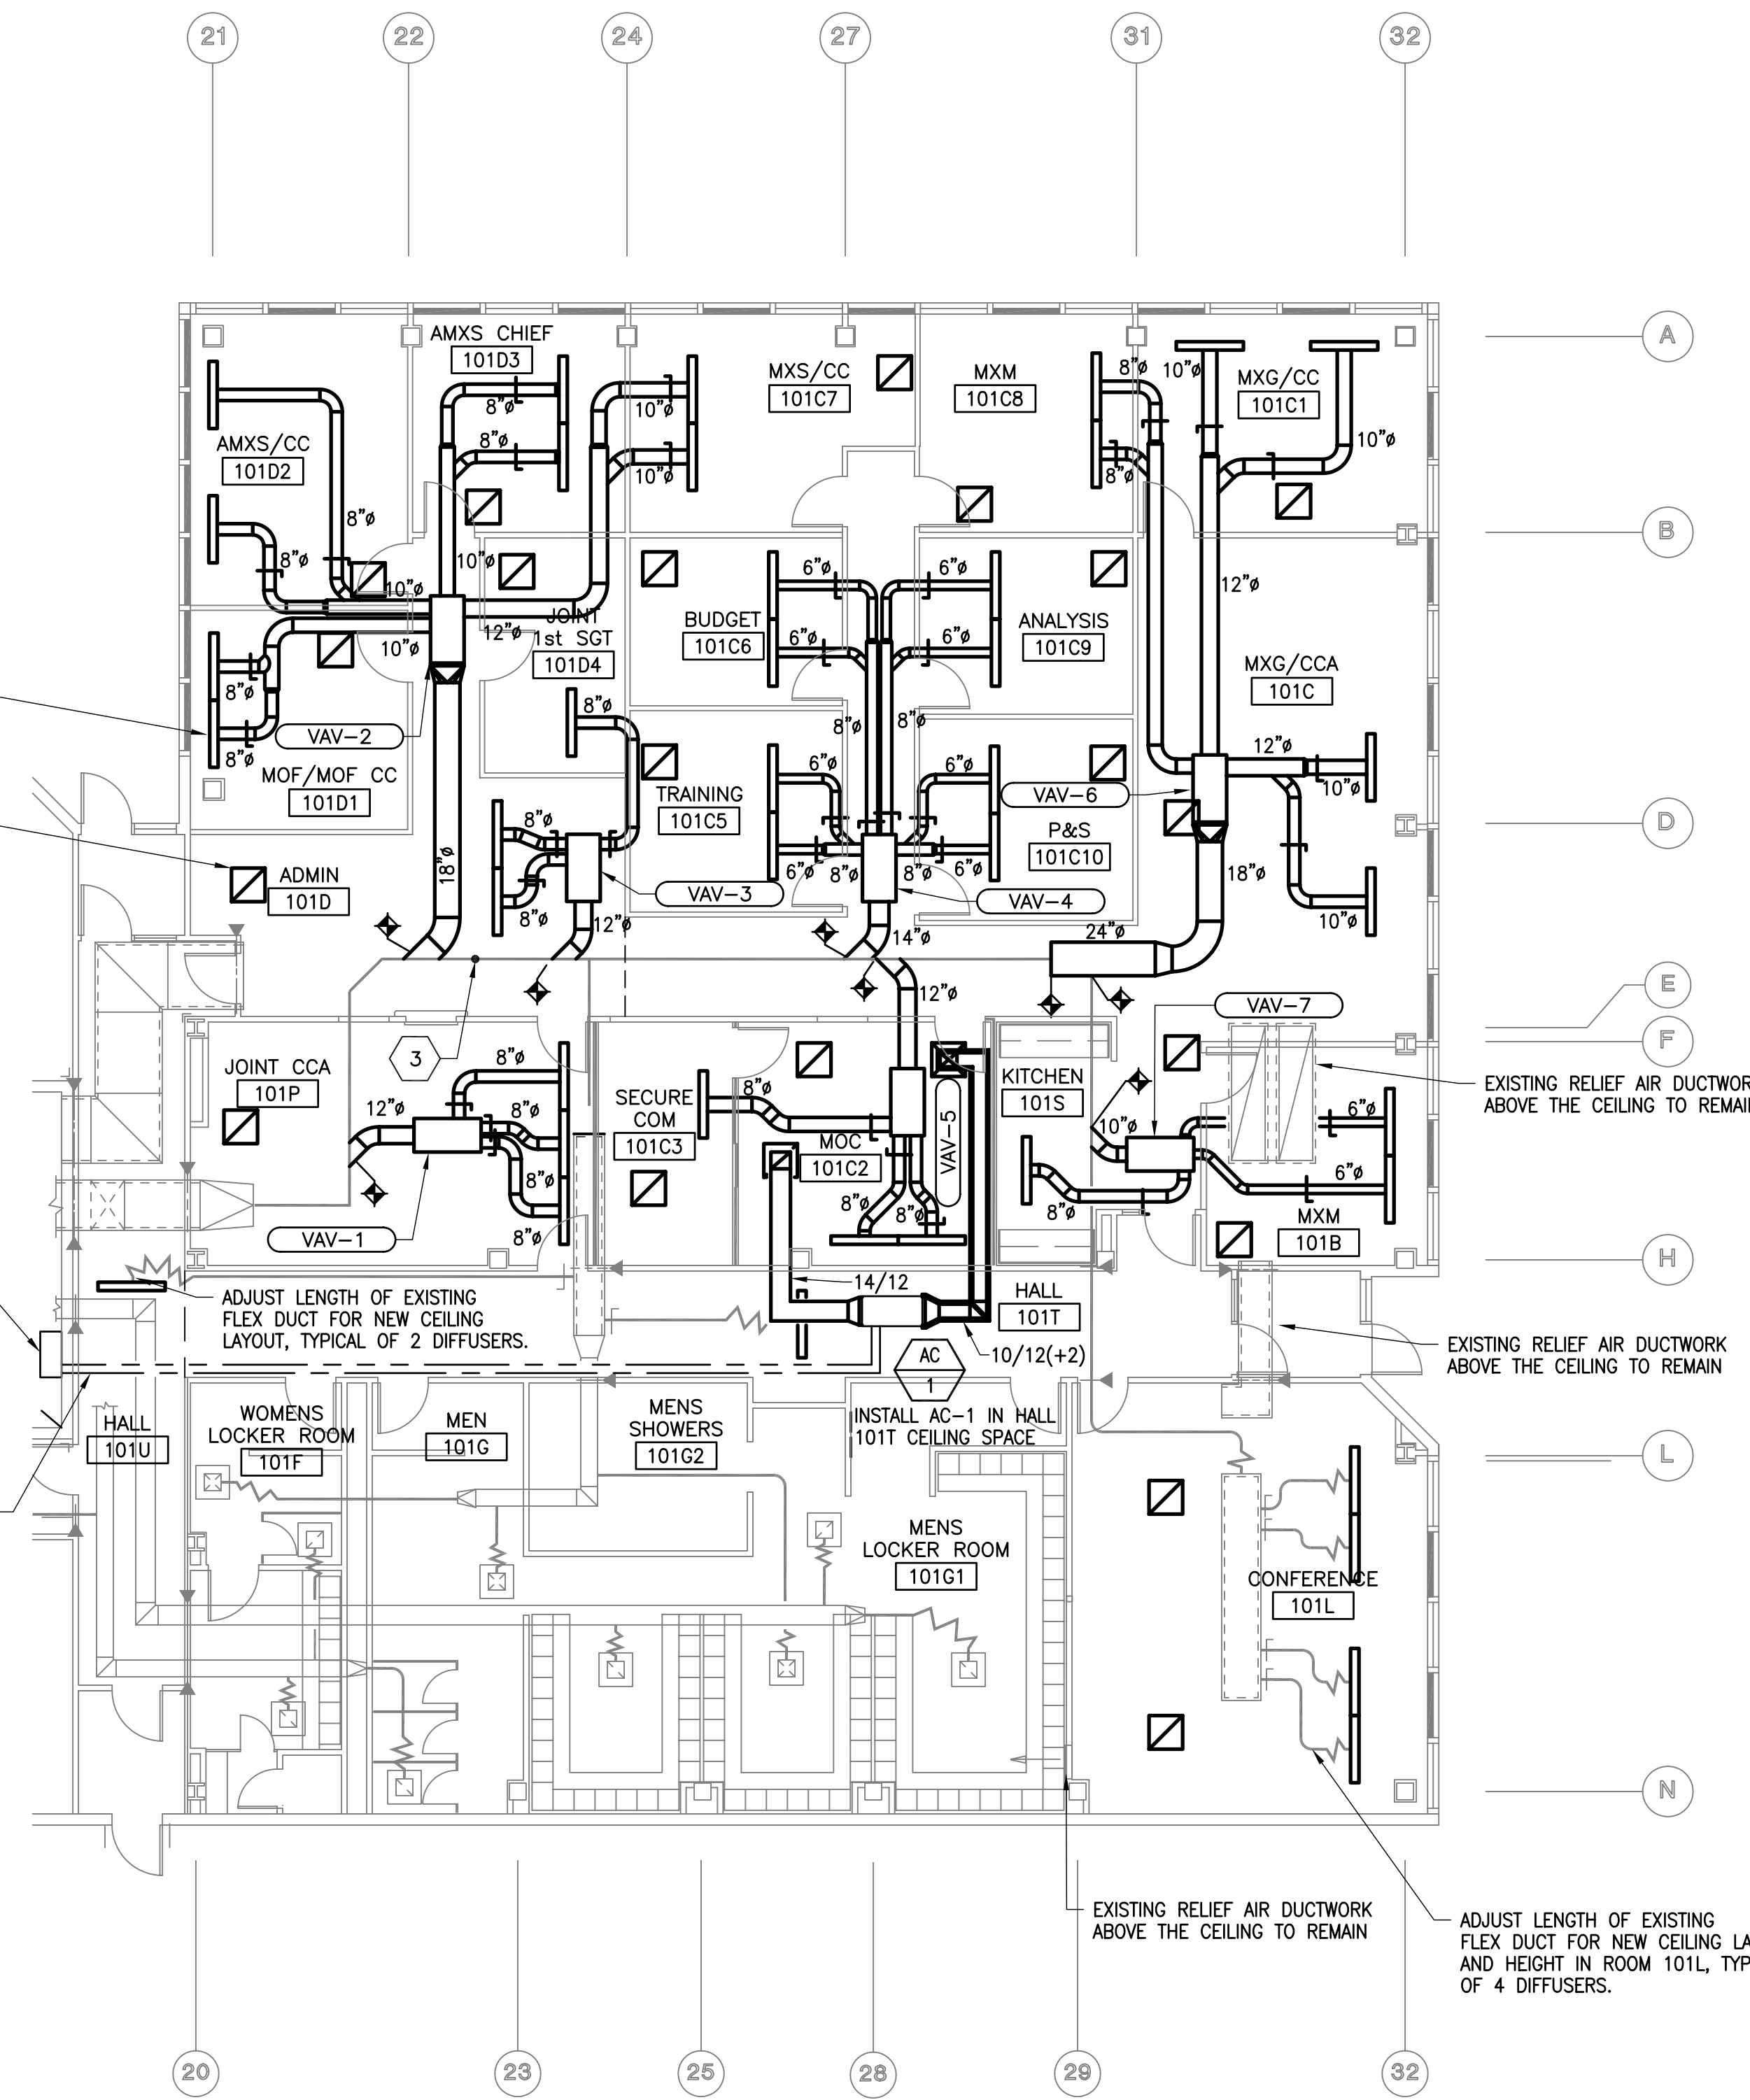 21
22
24
27
31
32
A
B
D
E
F
H
L
N
AMXS CHIEF
101D3
8"ø
8"ø
10"ø
10"ø
MXS/CC
101C7
MXM
101C8
8"ø
10"ø
MXG/CC
101C1
10"ø
8"ø
AMXS/CC
101D2
8"ø
8"ø
10"ø
10"ø
12"ø
10"ø
JOINT
1st SGT
101D4
BUDGET
101C6
6"ø
6"ø
6"ø
6"ø
ANALYSIS
101C9
12"ø
MXG/CCA
101C
8"ø
8"ø
VAV-2
MOF/MOF CC
101D1
8"ø
8"ø
8"ø
12"ø
10"ø
TRAINING
101C5
6"ø
6"ø
VAV-6
P&S
101C10
8"ø
8"ø
6"ø
8"ø
8"ø
6"ø
18"ø
ADMIN
101D
VAV-3
VAV-4
18"ø
10"ø
12"ø
14"ø
24"ø
12"ø
3
VAV-7
JOINT CCA
101P
8"ø
12"ø
8"ø
8"ø
8"ø
VAV-1
SECURE
COM
101C3
8"ø
MOC
101C2
VAV-5
8"ø
8"ø
KITCHEN
101S
10"ø
8"ø
6"ø
6"ø
MXM
101B
EXISTING RELIEF AIR DUCTWOR
ABOVE THE CEILING TO REMAI
ADJUST LENGTH OF EXISTING
FLEX DUCT FOR NEW CEILING
LAYOUT, TYPICAL OF 2 DIFFUSERS.
14/12
HALL
101T
10/12(+2)
AC
1
INSTALL AC-1 IN HALL
101T CEILING SPACE
EXISTING RELIEF AIR DUCTWORK
ABOVE THE CEILING TO REMAIN
HALL
101U
WOMENS
LOCKER ROOM
101F
MEN
101G
MENS
SHOWERS
101G2
MENS
LOCKER ROOM
101G1
CONFERENCE
101L
EXISTING RELIEF AIR DUCTWORK
ABOVE THE CEILING TO REMAIN
ADJUST LENGTH OF EXISTING
FLEX DUCT FOR NEW CEILING LA
AND HEIGHT IN ROOM 101L, TYP
OF 4 DIFFUSERS.
20
23
25
28
29
32